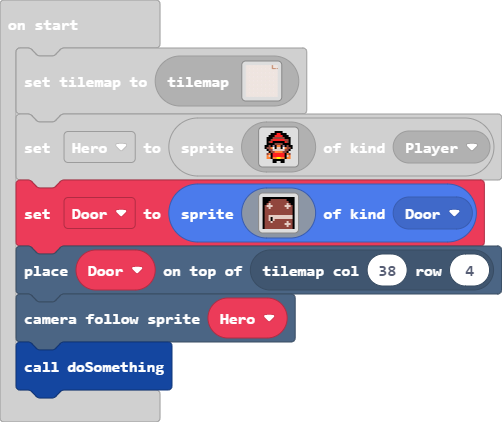 on start
set tilemap to tilemap
set Hero to sprite of kind Player
set Door to sprite of kind Door
place Door on top of tilemap col 38 row 4
camera follow sprite Hero
call doSomething